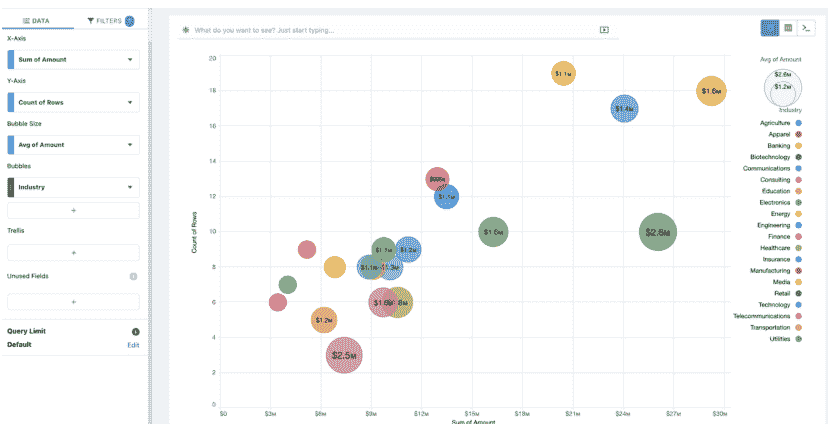 DATA
FILTERS
X-Axis
Sum of Amount
Y-Axis
Count of Rows
Bubble Size
Avg of Amount
Bubbles
Industry
+
Trellis
+
Unused Fields
+
Query Limit
Default
Edit
What do you want to see? Just start typing...
Count of Rows
20
18
16
14
12
10
8
6
4
2
0
$1.1M
$1.6M
$1.4M
$1.5M
$2.6M
$1.2M
$1.1M
$1.2M
$2.5M
$0
$3M
$6M
$9M
$12M
$15M
$18M
$21M
$24M
$27M
$30M
Sum of Amount
Avg of Amount
$2.6M
$1.2M
Industry
Agriculture
Apparel
Banking
Biotechnology
Communications
Consulting
Education
Electronics
Energy
Engineering
Finance
Healthcare
Insurance
Manufacturing
Media
Retail
Technology
Telecommunications
Transportation
Utilities